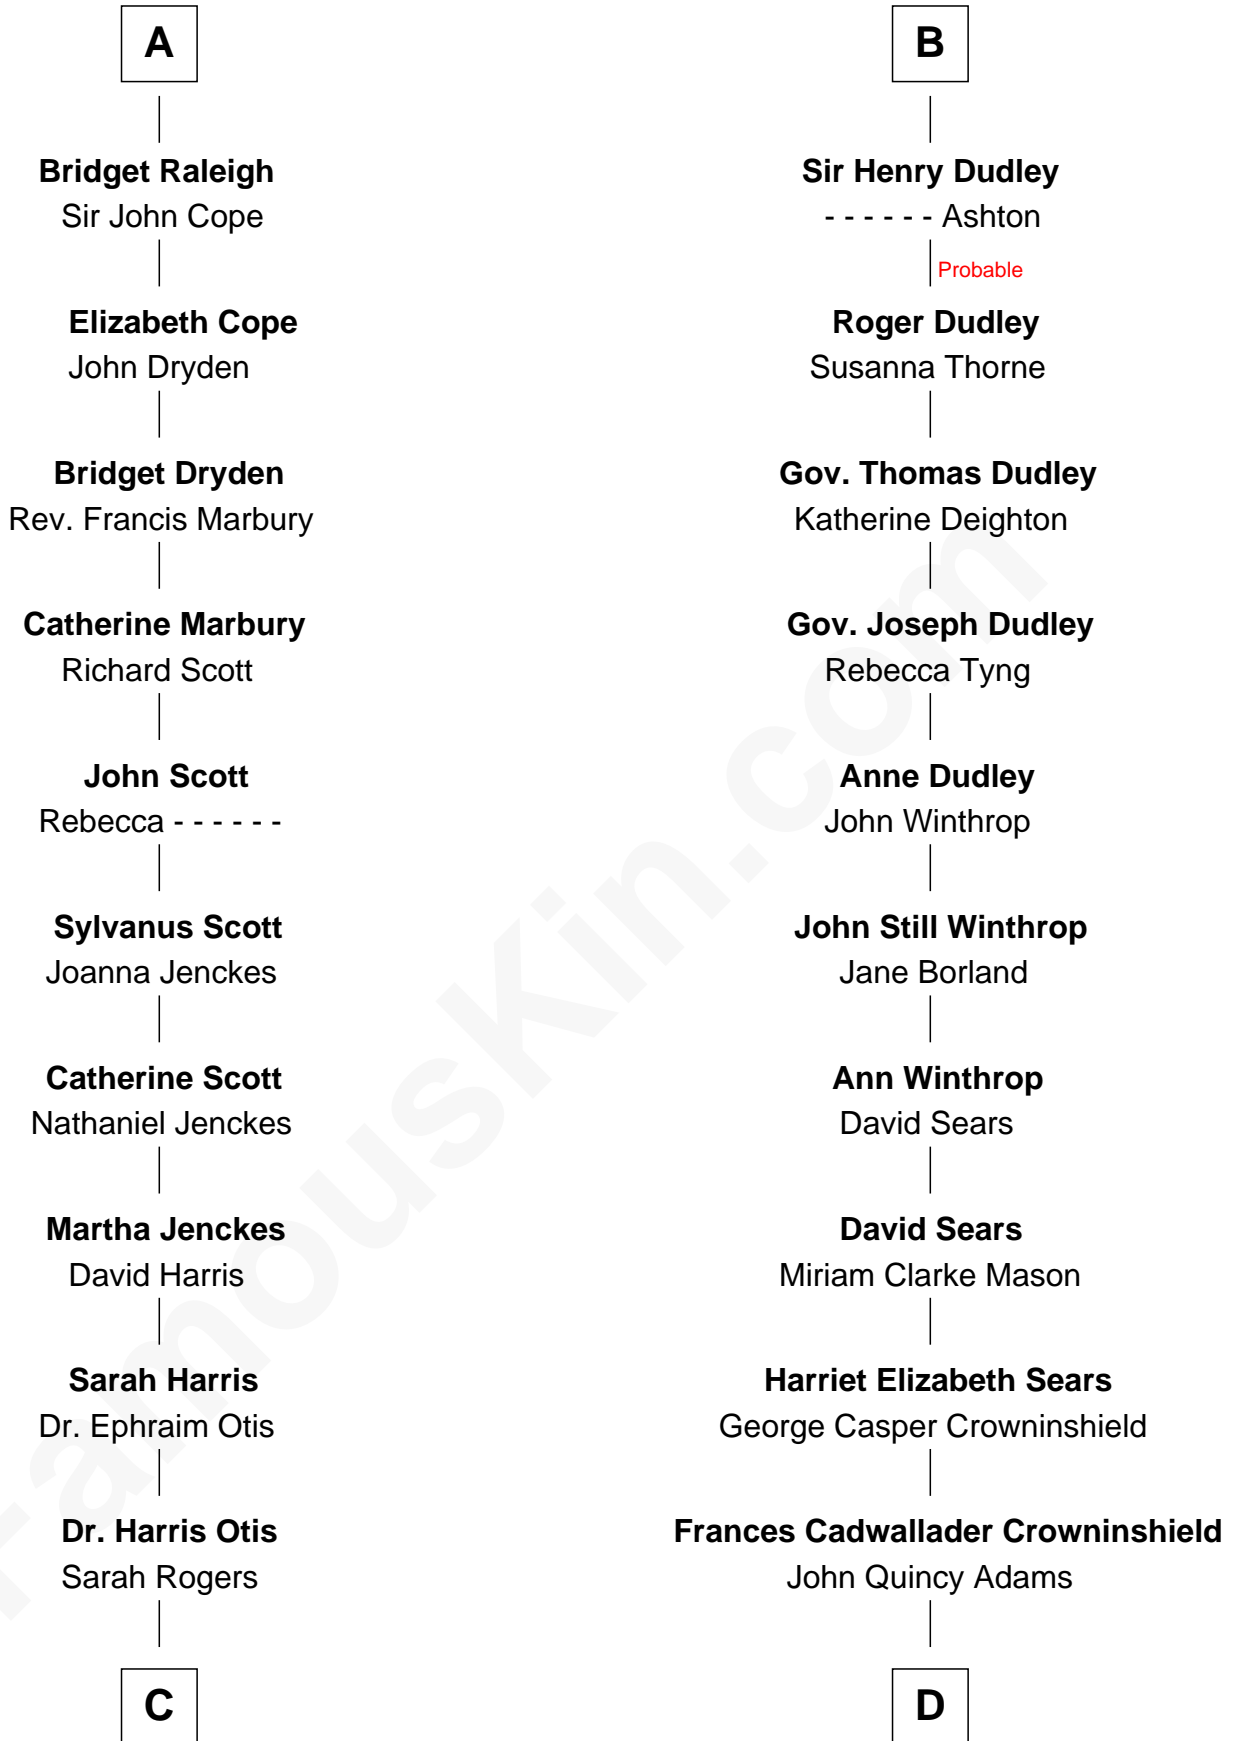 A
Bridget Raleigh
Sir John Cope
Elizabeth Cope
John Dryden
Bridget Dryden
Rev. Francis Marbury
Catherine Marbury
Richard Scott
John Scott
Rebecca - - - - - -
Sylvanus Scott
Joanna Jenckes
Catherine Scott
Nathaniel Jenckes
Martha Jenckes
David Harris
Sarah Harris
Dr. Ephraim Otis
Dr. Harris Otis
Sarah Rogers
C
B
Sir Henry Dudley
- - - - - - Ashton
Probable
Roger Dudley
Susanna Thorne
Gov. Thomas Dudley
Katherine Deighton
Gov. Joseph Dudley
Rebecca Tyng
Anne Dudley
John Winthrop
John Still Winthrop
Jane Borland
Ann Winthrop
David Sears
David Sears
Miriam Clarke Mason
Harriet Elizabeth Sears
George Casper Crowninshield
Frances Cadwallader Crowninshield
John Quincy Adams
D
FamousKin.com